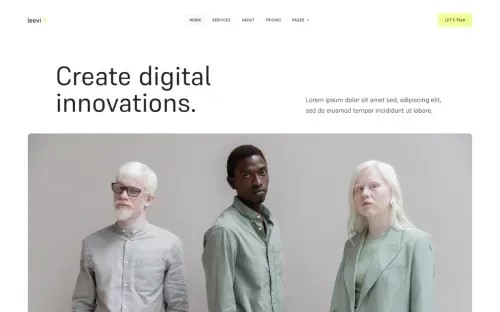 leevi
WORK
SERVICES
ABOUT
PRICING
PAGES
LET'S TALK
Create digital
innovations.
Lorem ipsum dolor sit amet sed, adipiscing elit,
sed do eiusmod tempor incididunt ut labore.